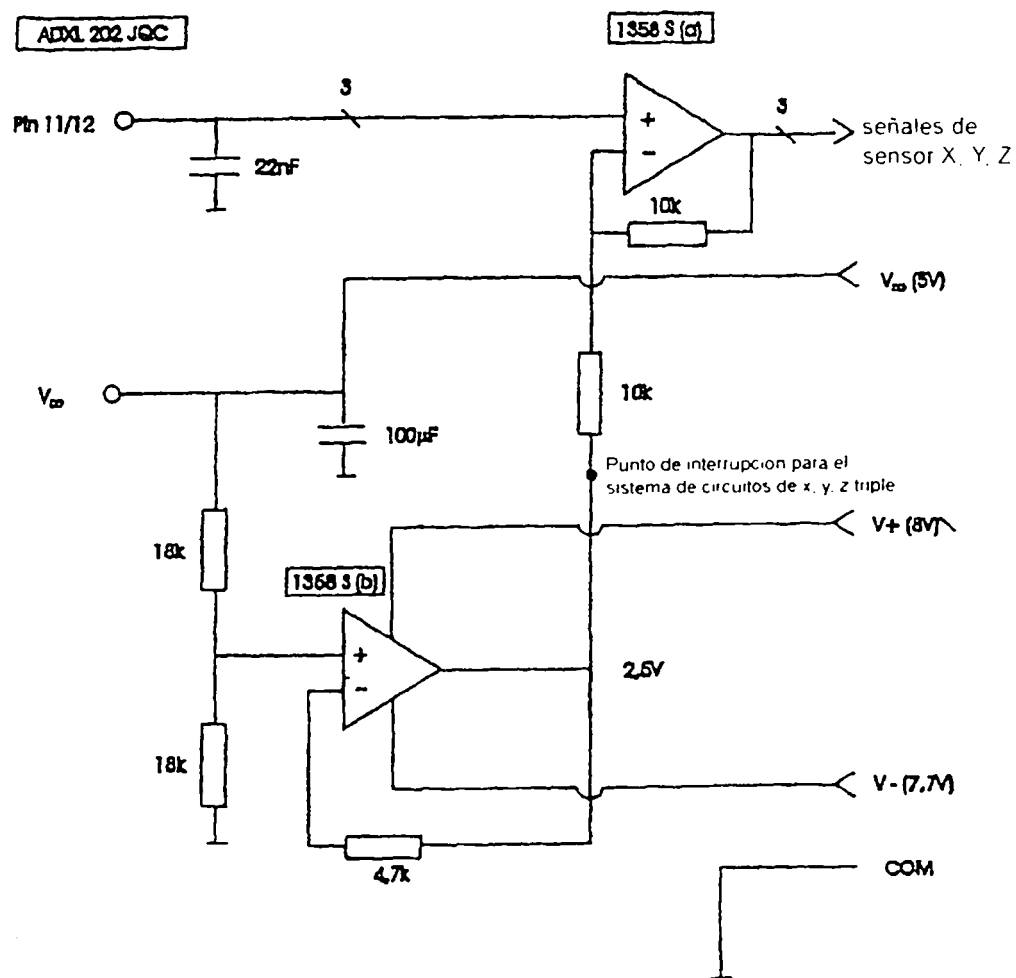 ADXL 202 JQC
1358 S (a)
3
3
Pin 11/12
+
-
señales de
sensor X, Y, Z
22nF
10k
(5V)
10k
100µF
Punto de interrupcion para el
sistema de circuitos de x, y, z triple
V+ (8V)
18k
1358 S (b)
+
-
2,5V
18k
V- (7.7V)
4,7k
COM